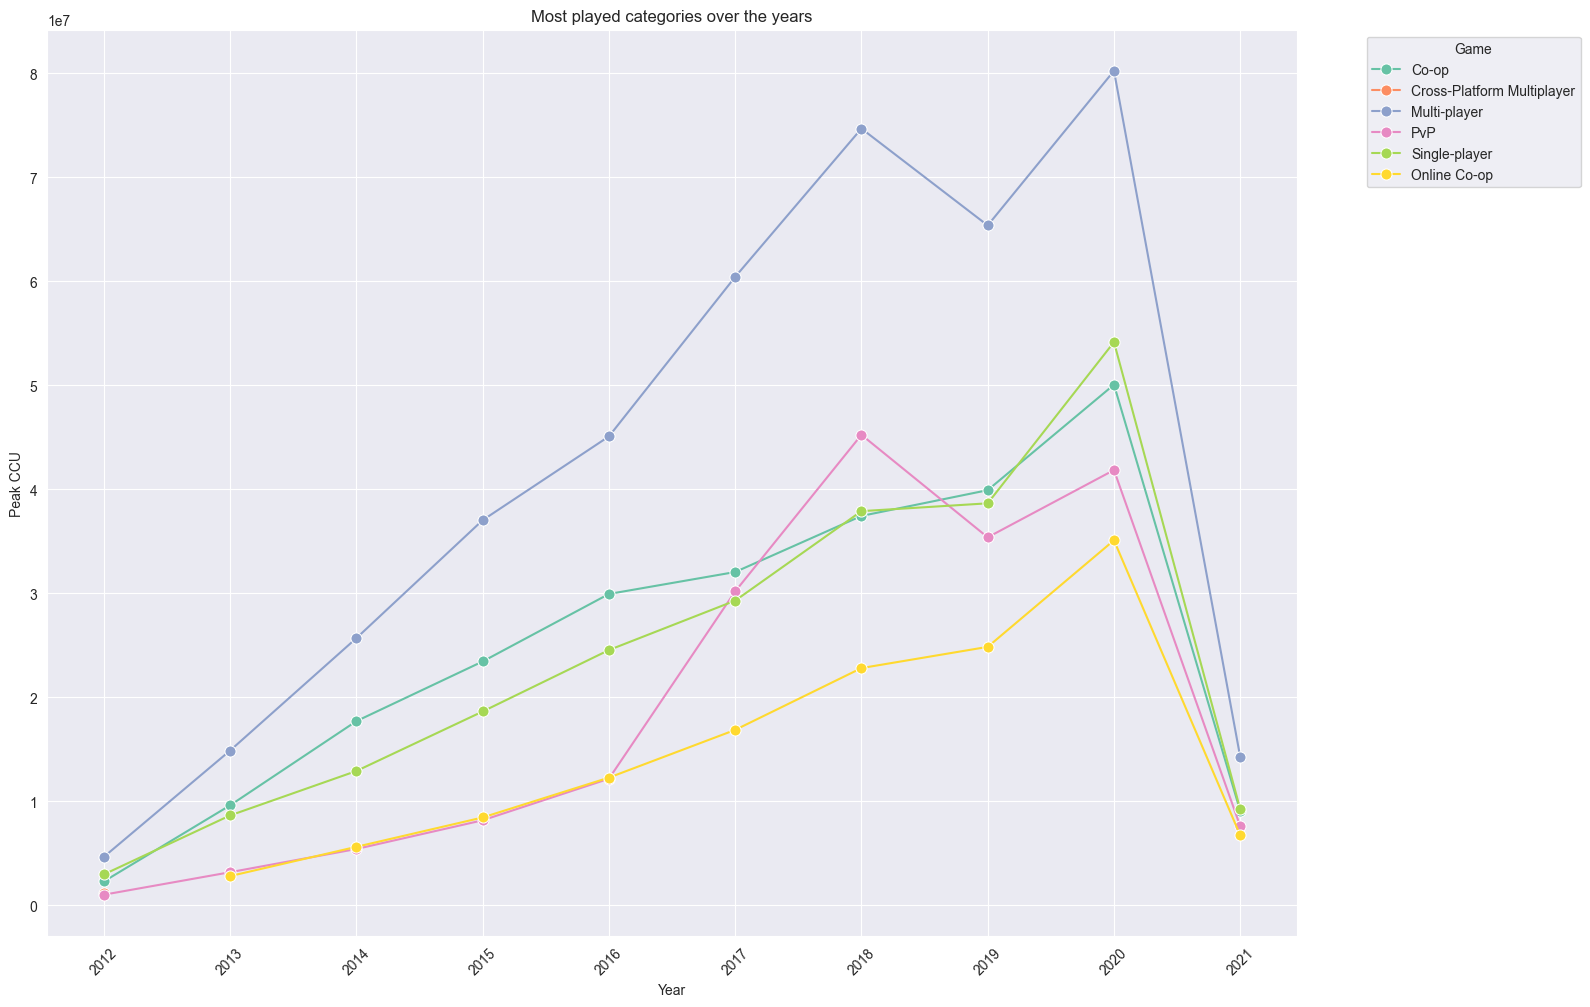 Most played categories over the years
1e7
8
7
6
5
4
3
2
1
0
Peak CCU
2012
2013
2014
2015
2016
2017
2018
2019
2020
2021
Year
Game
Co-op
Cross-Platform Multiplayer
Multi-player
PvP
Single-player
Online Co-op